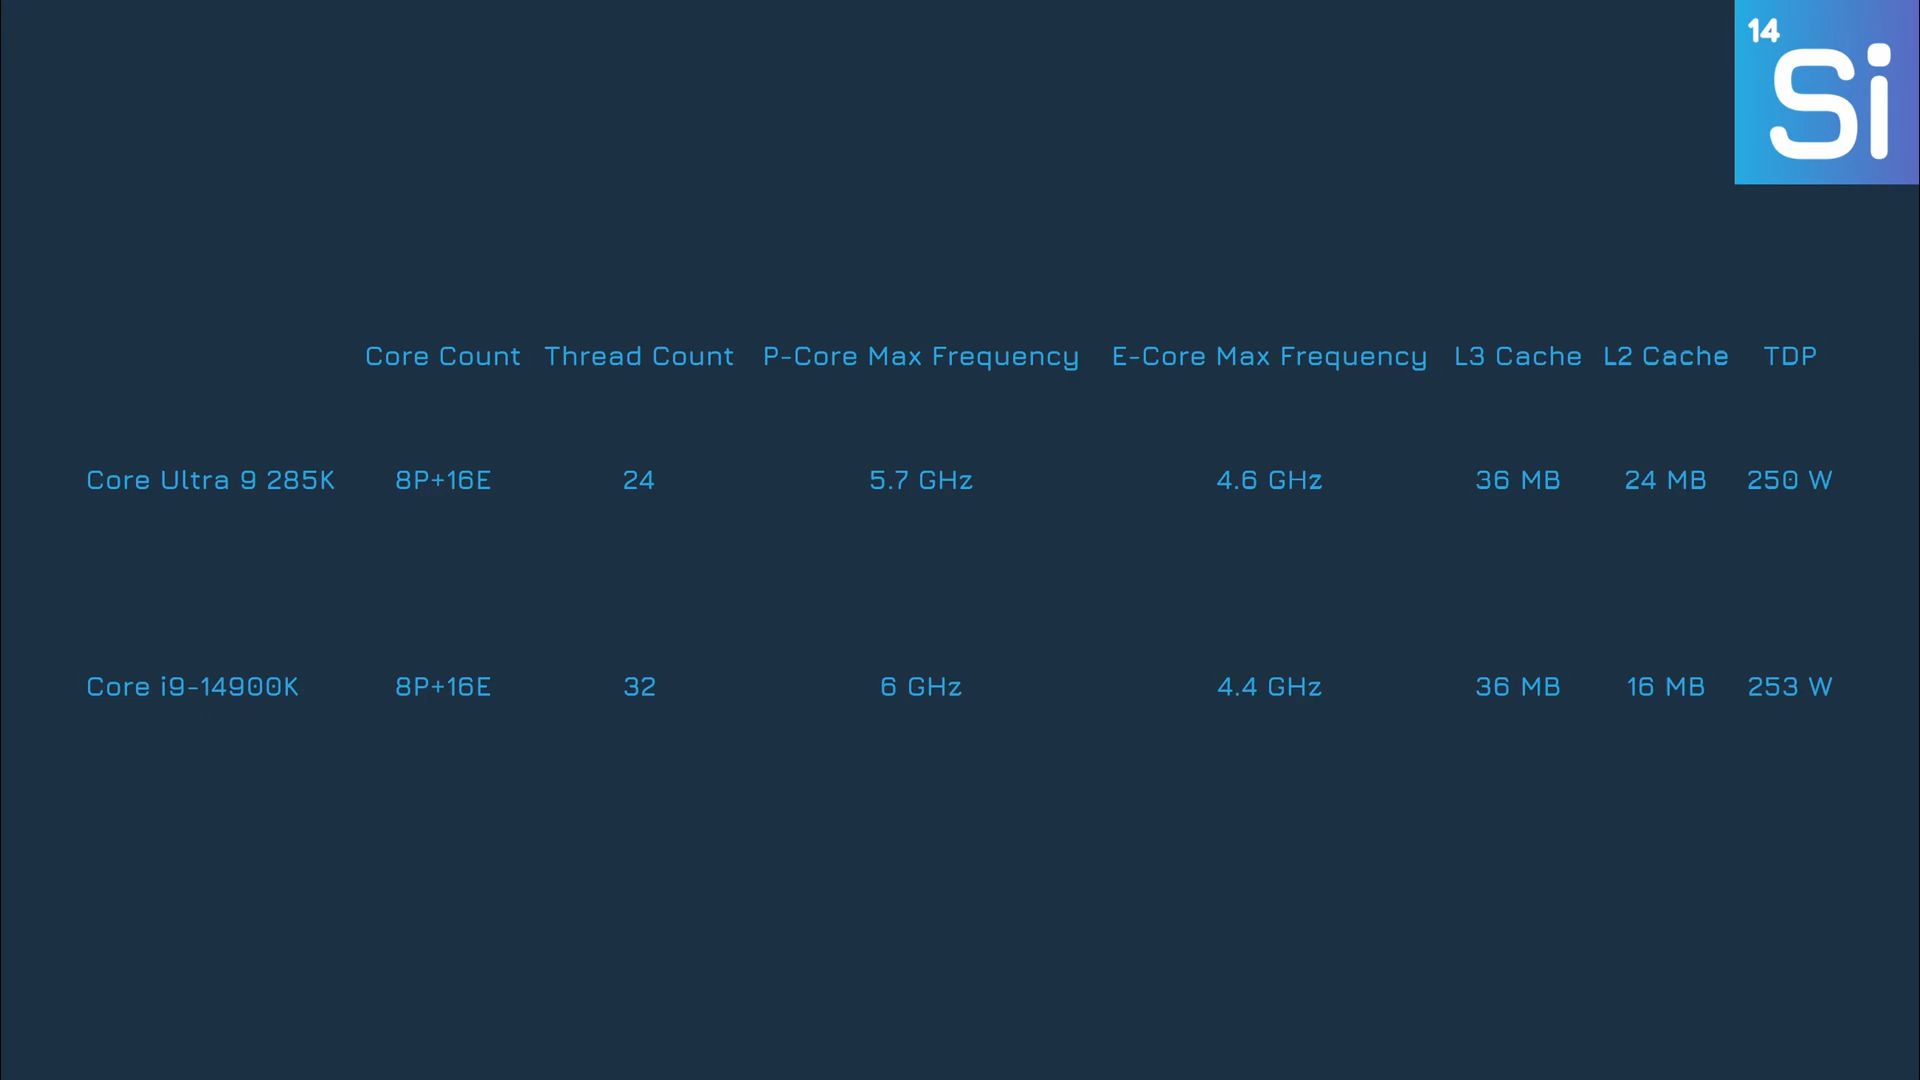 14
Si
Core Count Thread Count P-Core Max Frequency E-Core Max Frequency L3 Cache L2 Cache TDP
Core Ultra 9 285K 8P+16E 24 5.7 GHz 4.6 GHz 36 MB 24 MB 250 W
Core i9-14900K 8P+16E 32 6 GHz 4.4 GHz 36 MB 16 MB 253 W